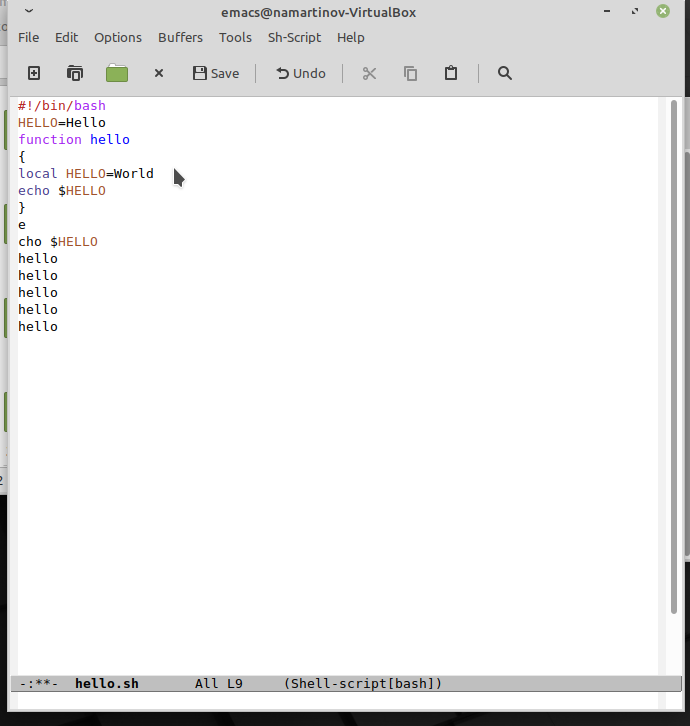 emacs@namartinov-VirtualBox
File Edit Options Buffers Tools Sh-Script Help
Save Undo
#!/bin/bash
HELLO=Hello
function hello
{
local HELLO=World
echo $HELLO
}
e
cho $HELLO
hello
hello
hello
hello
hello
-:**- hello.sh All L9 (Shell-script[bash])